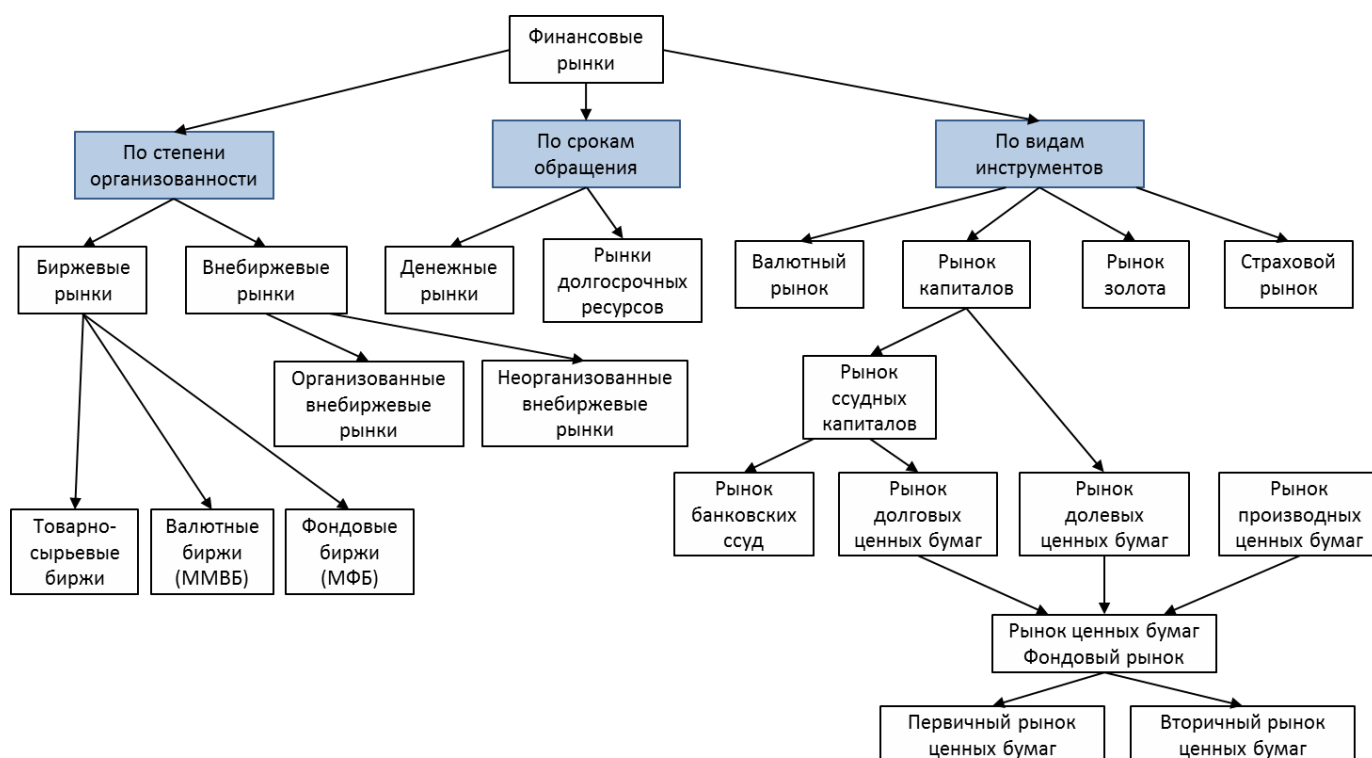 Финансовые
рынки
По степени
организованности
По срокам
обращения
По видам
инструментов
Биржевые
рынки
Внебиржевые
рынки
Денежные
рынки
Рынки
долгосрочных
ресурсов
Валютный
рынок
Рынок
капиталов
Рынок
золота
Страховой
рынок
Организованные
внебиржевые
рынки
Неорганизованные
внебиржевые
рынки
Рынок
ссудных
капиталов
Товарно-
сырьевые
биржи
Валютные
биржи
(ММВБ)
Фондовые
биржи
(МФБ)
Рынок
банковских
ссуд
Рынок
долговых
ценных бумаг
Рынок
долевых
ценных бумаг
Рынок
производных
ценных бумаг
Рынок ценных бумаг
Фондовый рынок
Первичный рынок
ценных бумаг
Вторичный рынок
ценных бумаг